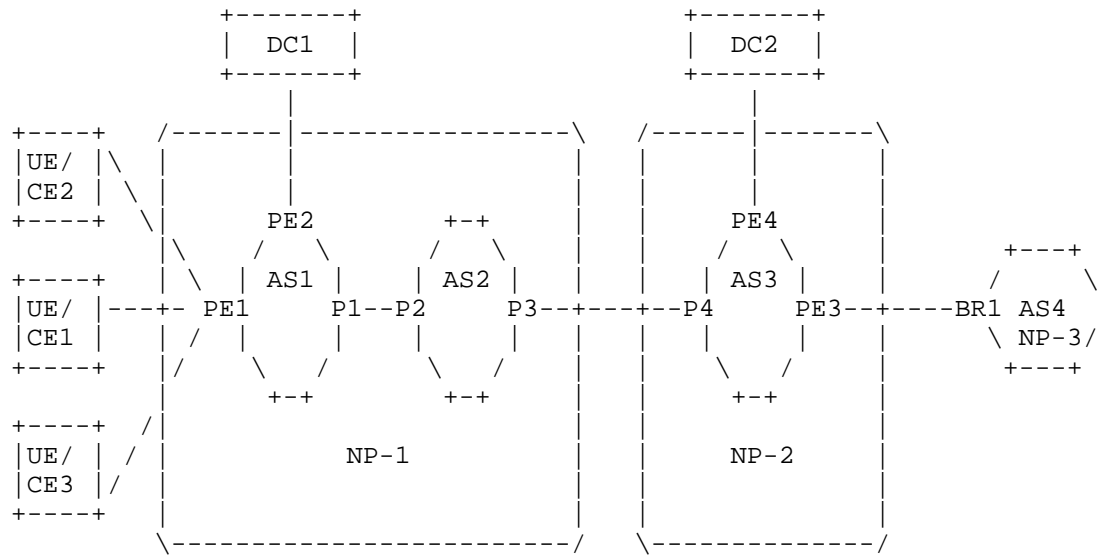 DC1 DC2
UE/
CE2
PE2 PE4
AS1 AS2 AS3
UE/ PE1 P1--P2 P3 P4 PE3 BR1 AS4
CE1 NP-3
UE/ NP-1 NP-2
CE3